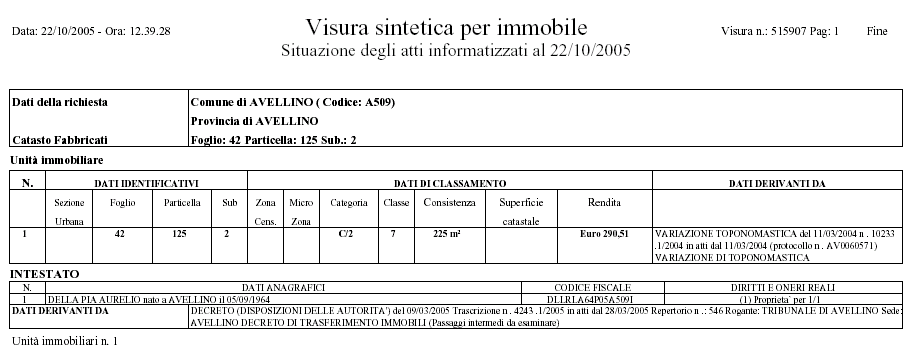 Data: 22/10/2005 - Ora: 12.39.28
Visura sintetica per immobile
Visura n.: 515907 Pag: 1 Fine
Situazione degli atti informatizzati al 22/10/2005
Dati della richiesta Comune di AVELLINO ( Codice: A509)
Provincia di AVELLINO
Catasto Fabbricati Foglio: 42 Particella: 125 Sub.: 2
Unità immobiliare
N. DATI IDENTIFICATIVI DATI DI CLASSAMENTO DATI DERIVANTI DA
Sezione Foglio Particella Sub Zona Micro Categoria Classe Consistenza Superficie Rendita
Urbana Cens. Zona catastale
1 42 125 2 C/2 7 225 m² Euro 290,51 VARIAZIONE TOPONOMASTICA del 11/03/2004 n . 10233
.1/2004 in atti dal 11/03/2004 (protocollo n . AV0060571)
VARIAZIONE DI TOPONOMASTICA
INTESTATO
N. DATI ANAGRAFICI CODICE FISCALE DIRITTI E ONERI REALI
1 DELLA PIA AURELIO nato a AVELLINO il 05/09/1964 DLLRLA64P05A509I (1) Proprieta' per 1/1
DATI DERIVANTI DA DECRETO (DISPOSIZIONI DELLE AUTORITA') del 09/03/2005 Trascrizione n . 4243 .1/2005 in atti dal 28/03/2005 Repertorio n .: 546 Rogante: TRIBUNALE DI AVELLINO Sede:
AVELLINO DECRETO DI TRASFERIMENTO IMMOBILI (Passaggi intermedi da esaminare)
Unità immobiliari n. 1